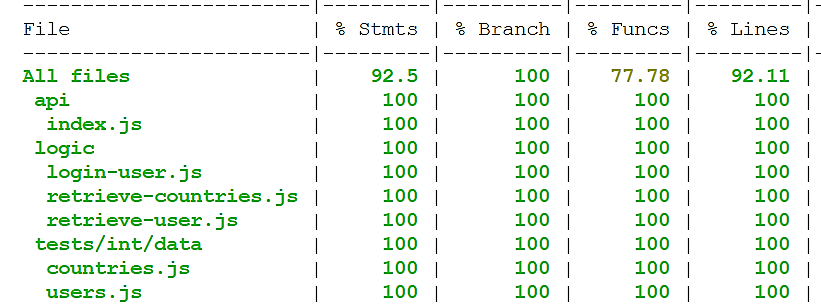 -----------------------|---------|----------|---------|---------|
File | % Stmts | % Branch | % Funcs | % Lines |
-----------------------|---------|----------|---------|---------|
All files | 92.5 | 100 | 77.78 | 92.11 |
api | 100 | 100 | 100 | 100 |
index.js | 100 | 100 | 100 | 100 |
logic | 100 | 100 | 100 | 100 |
login-user.js | 100 | 100 | 100 | 100 |
retrieve-countries.js | 100 | 100 | 100 | 100 |
retrieve-user.js | 100 | 100 | 100 | 100 |
tests/int/data | 100 | 100 | 100 | 100 |
countries.js | 100 | 100 | 100 | 100 |
users.js | 100 | 100 | 100 | 100 |